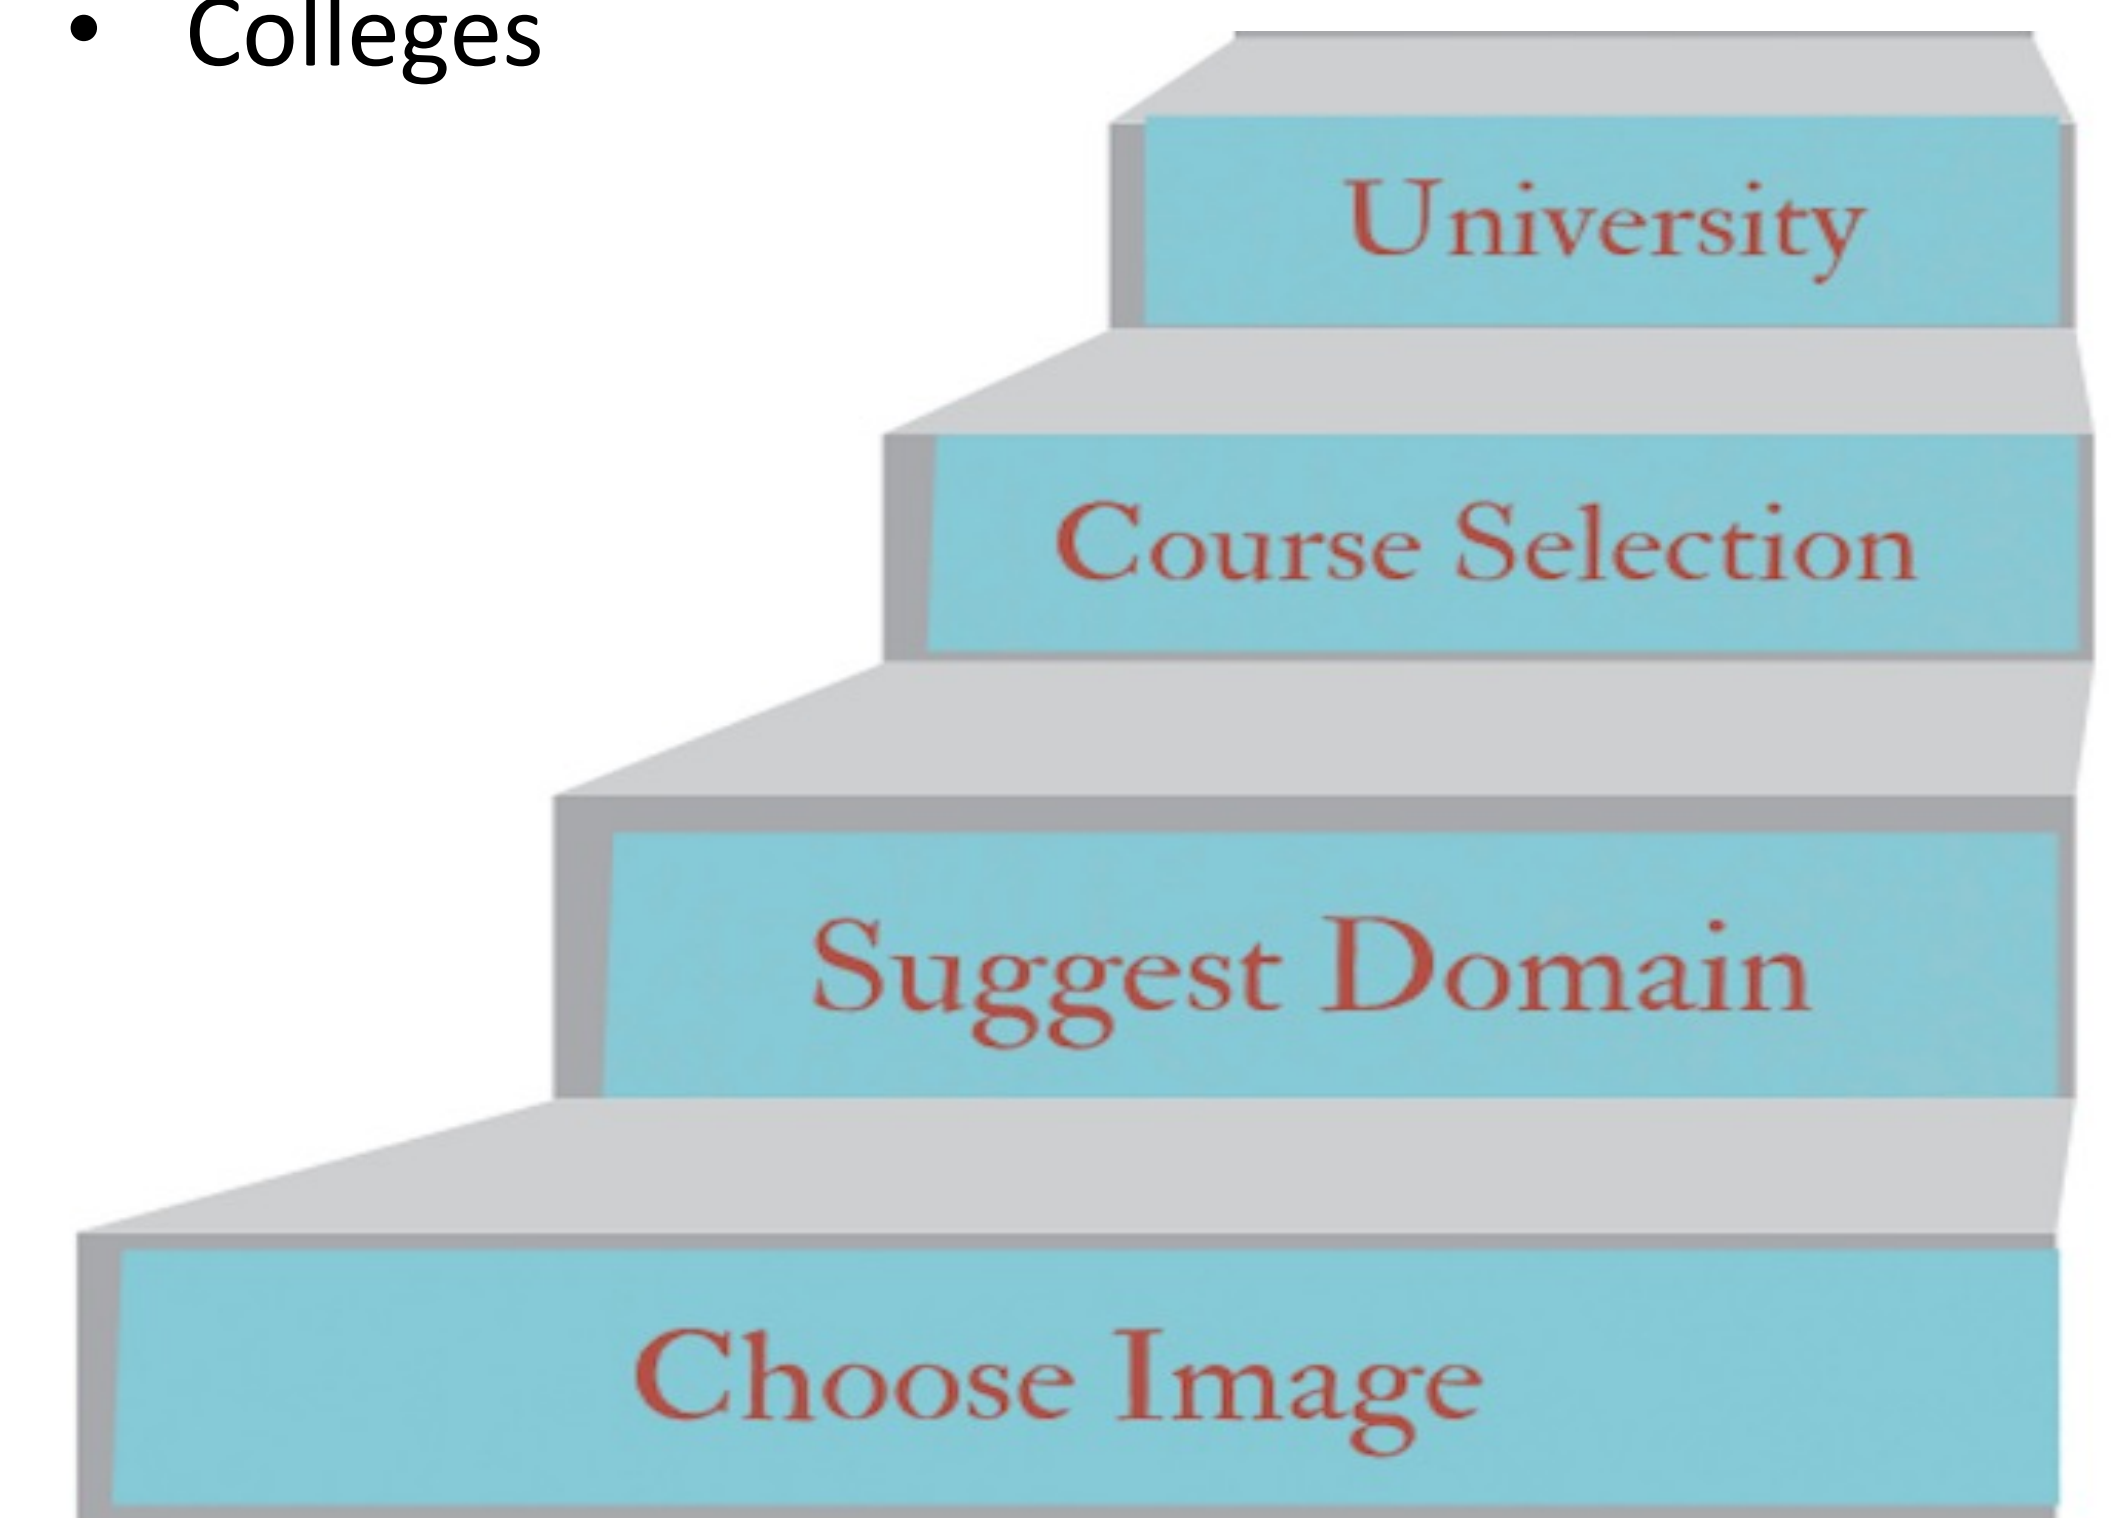 • Colleges
University
Course Selection
Suggest Domain
Choose Image